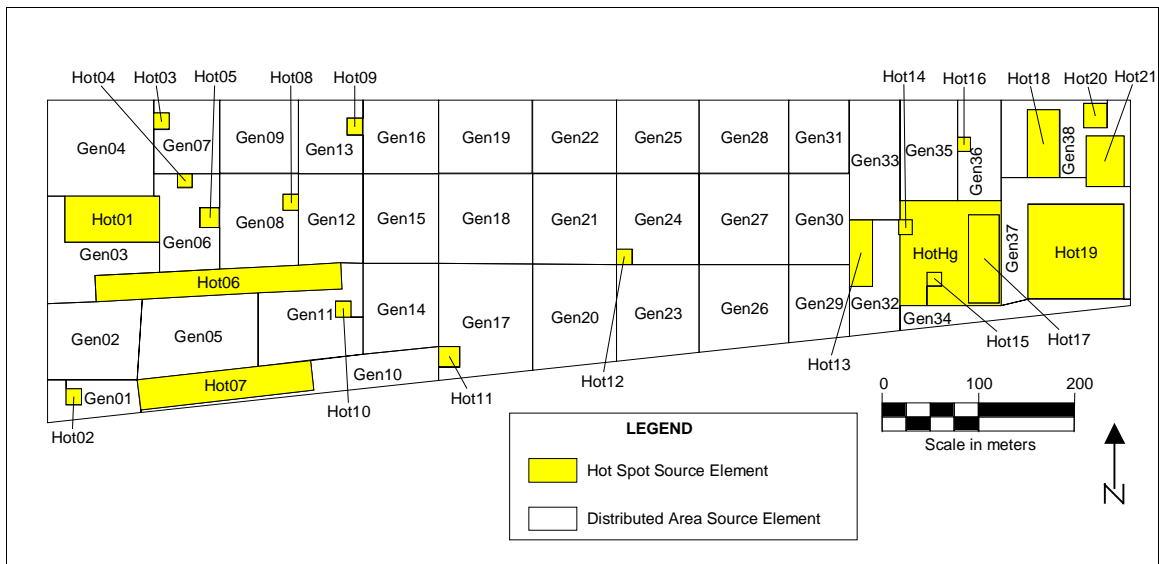 Hot04
Hot03
Hot05
Hot08
Hot09
Hot14
Hot16
Hot18
Hot20
Hot21
Gen04
Gen07
Gen09
Gen13
Gen16
Gen19
Gen22
Gen25
Gen28
Gen31
Gen33
Gen35
Gen36
Gen38
Hot01
Gen03
Gen06
Gen08
Gen12
Gen15
Gen18
Gen21
Gen24
Gen27
Gen30
HotHg
Gen37
Hot19
Hot06
Gen02
Gen05
Gen11
Gen14
Gen17
Gen20
Gen23
Gen26
Gen29
Gen32
Gen34
Gen01
Hot07
Gen10
Hot02
Hot10
Hot11
Hot12
Hot13
Hot15
Hot17
0 100 200
Scale in meters
N
LEGEND
Hot Spot Source Element
Distributed Area Source Element